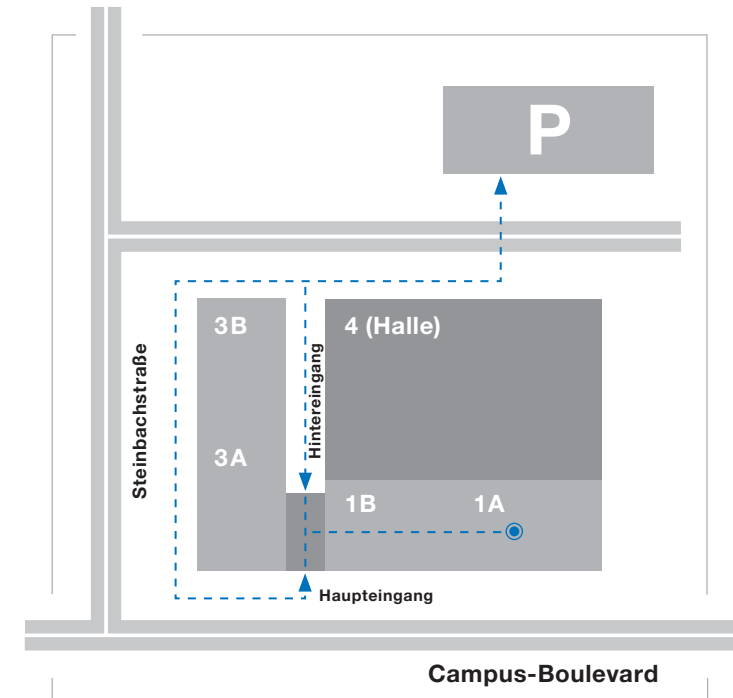 P
3B
4 (Halle)
Hintereingang
Steinbachstraße
3A
1B
1A
Haupteingang
Campus-Boulevard